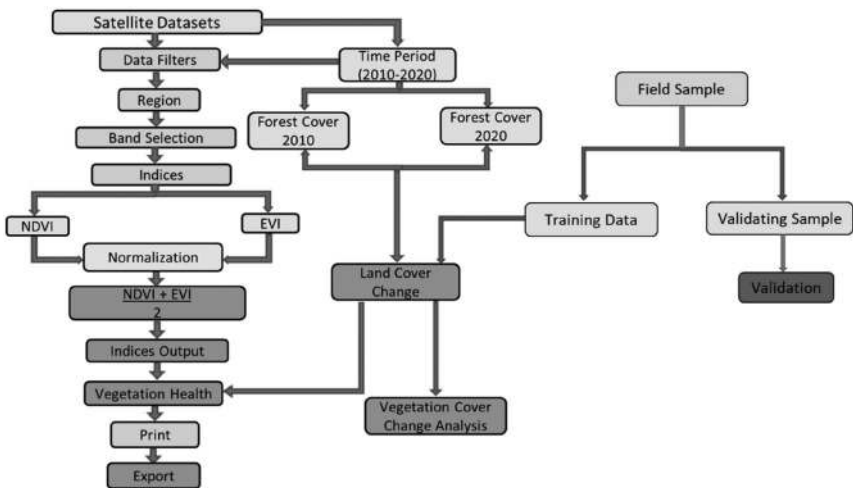 Satellite Datasets
Data Filters
Time Period
(2010-2020)
Region
Forest Cover
2010
Forest Cover
2020
Field Sample
Band Selection
Indices
NDVI
EVI
Training Data
Validating Sample
Normalization
Land Cover
Change
Validation
NDVI + EVI
2
Indices Output
Vegetation Health
Vegetation Cover
Change Analysis
Print
Export